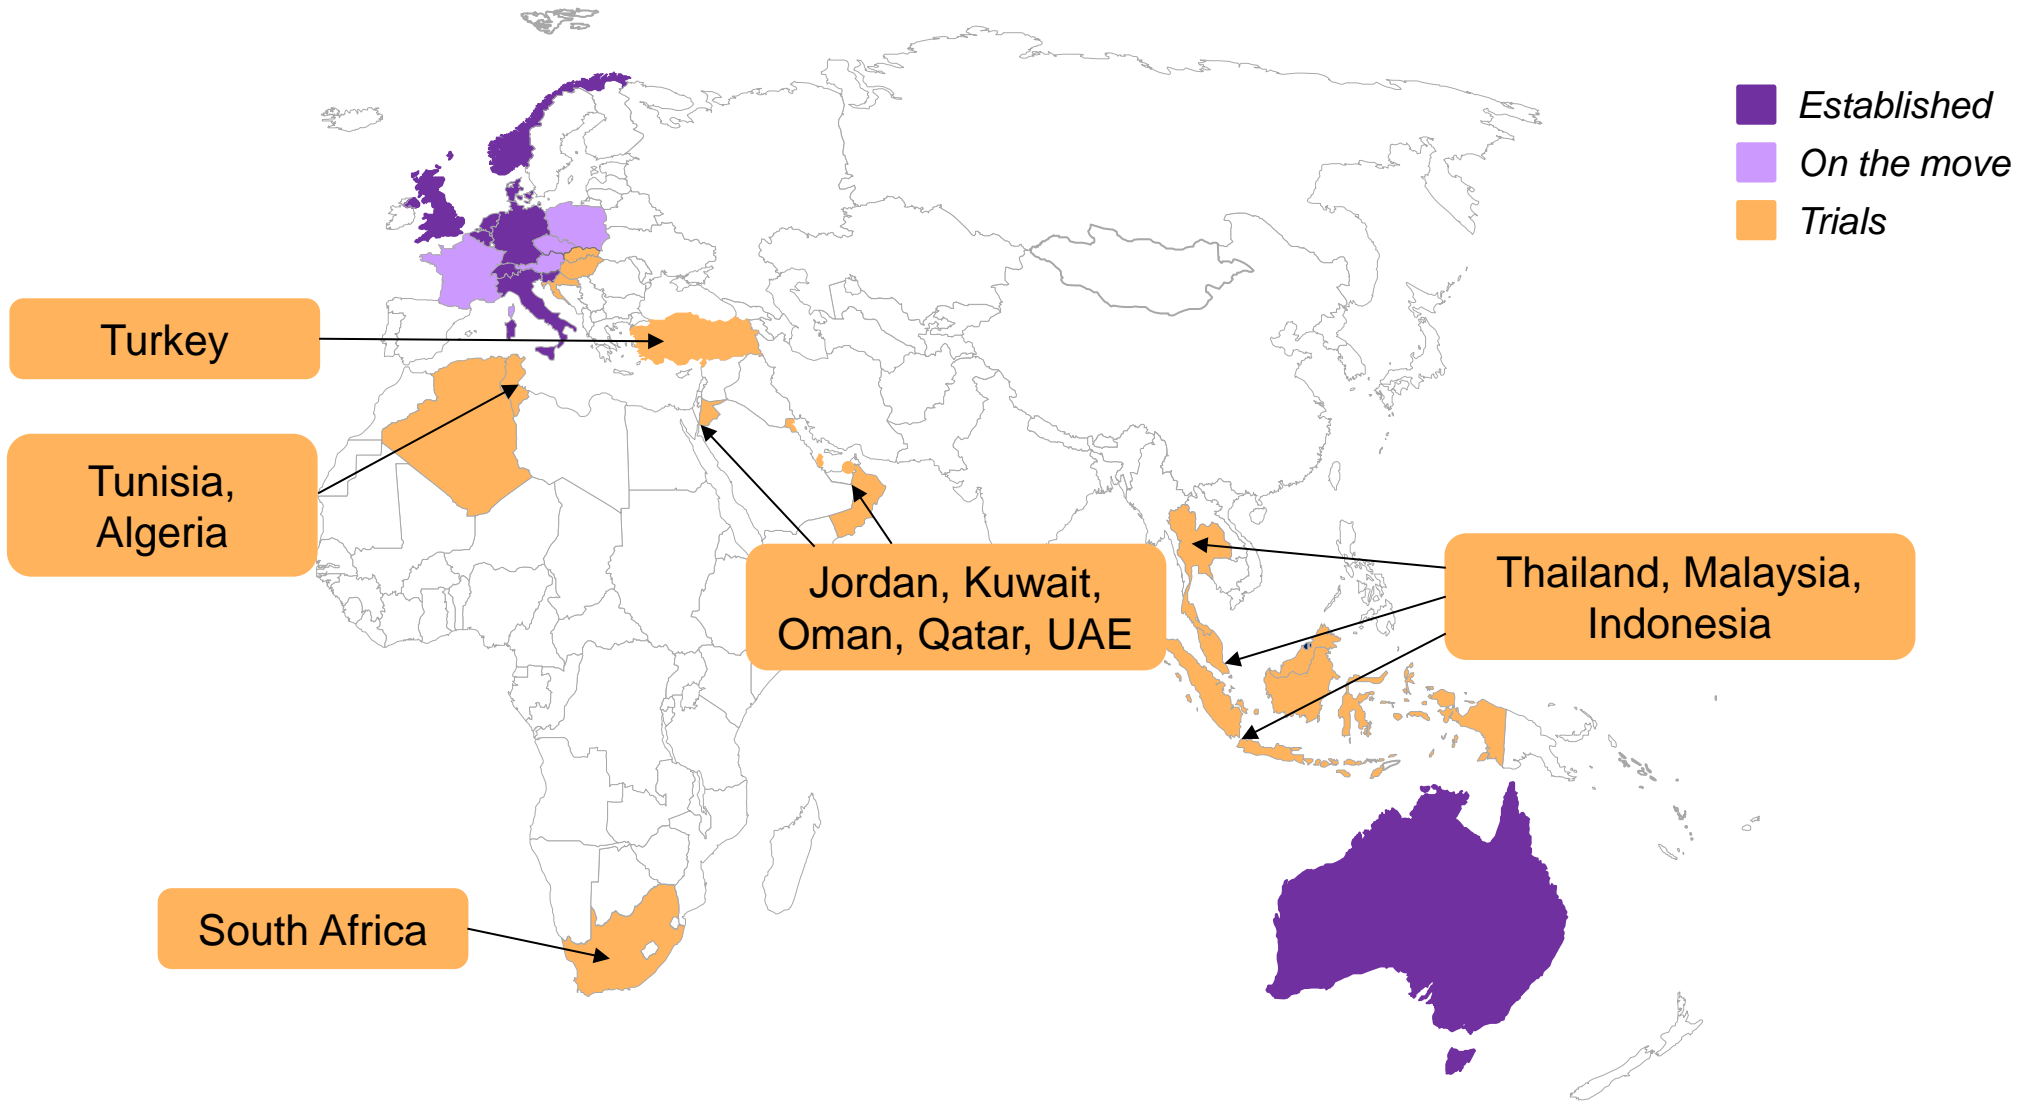 Established
On the move
Trials
Turkey
Tunisia,
Algeria
Jordan, Kuwait,
Oman, Qatar, UAE
Thailand, Malaysia,
Indonesia
South Africa